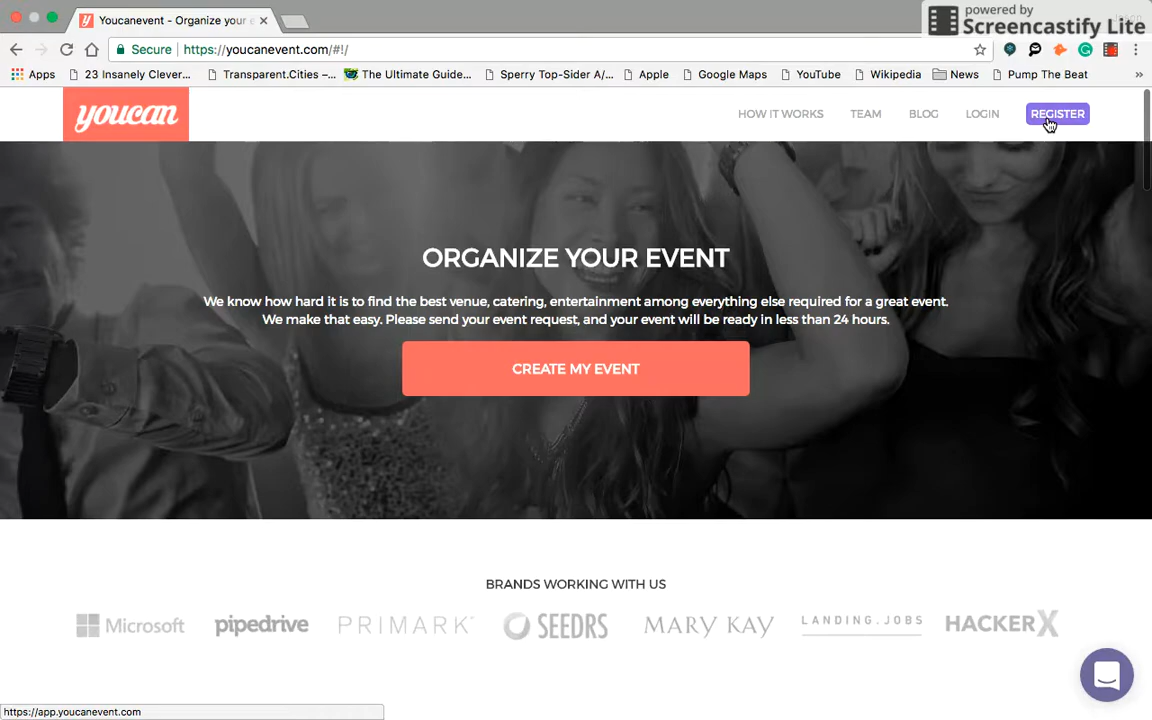 powered by
Screencastify Lite
Youcanevent - Organize your e
Secure
https://youcanevent.com/#!/
Apps
23 Insanely Clever...
Transparent.Cities –...
The Ultimate Guide...
Sperry Top-Sider A/...
Apple
Google Maps
YouTube
Wikipedia
News
Pump The Beat
»
youcan
HOW IT WORKS
TEAM
BLOG
LOGIN
REGISTER
ORGANIZE YOUR EVENT
We know how hard it is to find the best venue, catering, entertainment among everything else required for a great event.
We make that easy. Please send your event request, and your event will be ready in less than 24 hours.
CREATE MY EVENT
BRANDS WORKING WITH US
Microsoft
pipedrive
PRIMARK
SEEDRS
MARY KAY
LANDING.JOBS
HACKERX
https://app.youcanevent.com